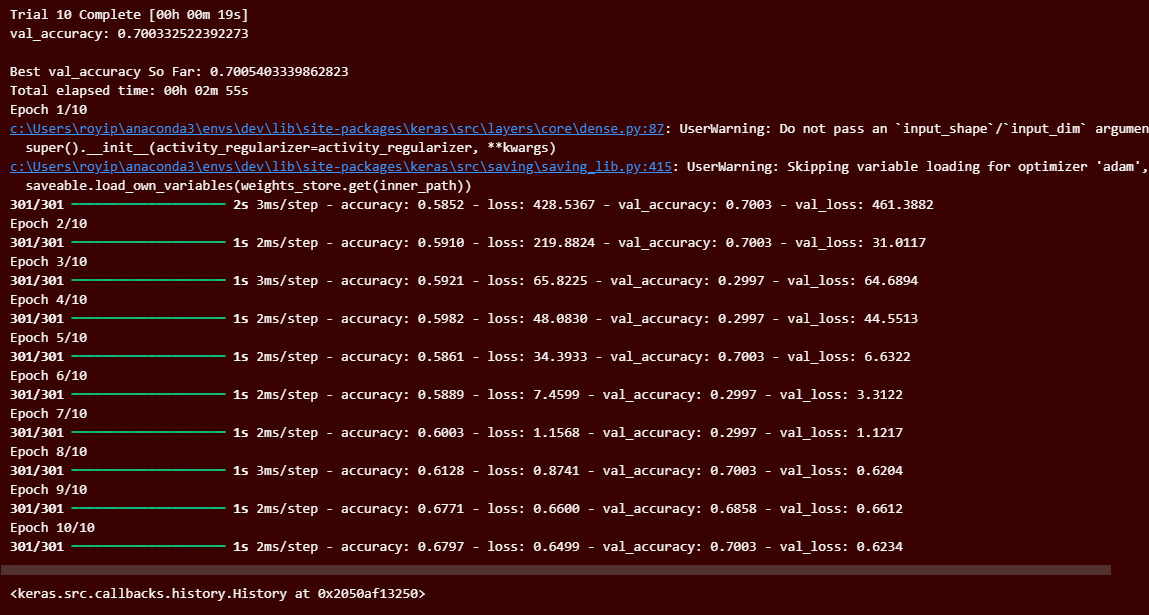 Trial 10 Complete [00h 00m 19s]
val_accuracy: 0.700332522392273
Best val_accuracy So Far: 0.7005403339862823
Total elapsed time: 00h 02m 55s
Epoch 1/10
c:\Users\royip\anaconda3\envs\dev\lib\site-packages\keras\src\layers\core\dense.py:87: UserWarning: Do not pass an `input_shape`/`input_dim` argumen
super().__init__(activity_regularizer=activity_regularizer, **kwargs)
c:\Users\royip\anaconda3\envs\dev\lib\site-packages\keras\src\saving\saving_lib.py:415: UserWarning: Skipping variable loading for optimizer 'adam',
saveable.load_own_variables(weights_store.get(inner_path))
301/301 ━━━━━━━━━━━━━━━━━━━━ 2s 3ms/step - accuracy: 0.5852 - loss: 428.5367 - val_accuracy: 0.7003 - val_loss: 461.3882
Epoch 2/10
301/301 ━━━━━━━━━━━━━━━━━━━━ 1s 2ms/step - accuracy: 0.5910 - loss: 219.8824 - val_accuracy: 0.7003 - val_loss: 31.0117
Epoch 3/10
301/301 ━━━━━━━━━━━━━━━━━━━━ 1s 3ms/step - accuracy: 0.5921 - loss: 65.8225 - val_accuracy: 0.2997 - val_loss: 64.6894
Epoch 4/10
301/301 ━━━━━━━━━━━━━━━━━━━━ 1s 2ms/step - accuracy: 0.5982 - loss: 48.0830 - val_accuracy: 0.2997 - val_loss: 44.5513
Epoch 5/10
301/301 ━━━━━━━━━━━━━━━━━━━━ 1s 2ms/step - accuracy: 0.5861 - loss: 34.3933 - val_accuracy: 0.7003 - val_loss: 6.6322
Epoch 6/10
301/301 ━━━━━━━━━━━━━━━━━━━━ 1s 2ms/step - accuracy: 0.5889 - loss: 7.4599 - val_accuracy: 0.2997 - val_loss: 3.3122
Epoch 7/10
301/301 ━━━━━━━━━━━━━━━━━━━━ 1s 2ms/step - accuracy: 0.6003 - loss: 1.1568 - val_accuracy: 0.2997 - val_loss: 1.1217
Epoch 8/10
301/301 ━━━━━━━━━━━━━━━━━━━━ 1s 3ms/step - accuracy: 0.6128 - loss: 0.8741 - val_accuracy: 0.7003 - val_loss: 0.6204
Epoch 9/10
301/301 ━━━━━━━━━━━━━━━━━━━━ 1s 2ms/step - accuracy: 0.6771 - loss: 0.6600 - val_accuracy: 0.6858 - val_loss: 0.6612
Epoch 10/10
301/301 ━━━━━━━━━━━━━━━━━━━━ 1s 2ms/step - accuracy: 0.6797 - loss: 0.6499 - val_accuracy: 0.7003 - val_loss: 0.6234
<keras.src.callbacks.history.History at 0x2050af13250>